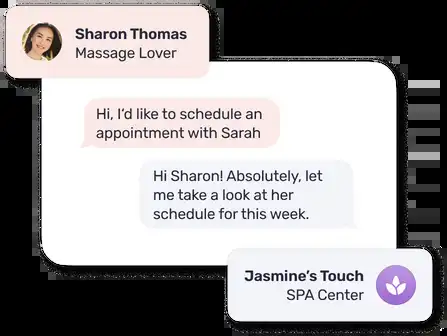 Sharon Thomas
Massage Lover
Hi, I'd like to schedule an
appointment with Sarah
Hi Sharon! Absolutely, let
me take a look at her
schedule for this week.
Jasmine's Touch
SPA Center